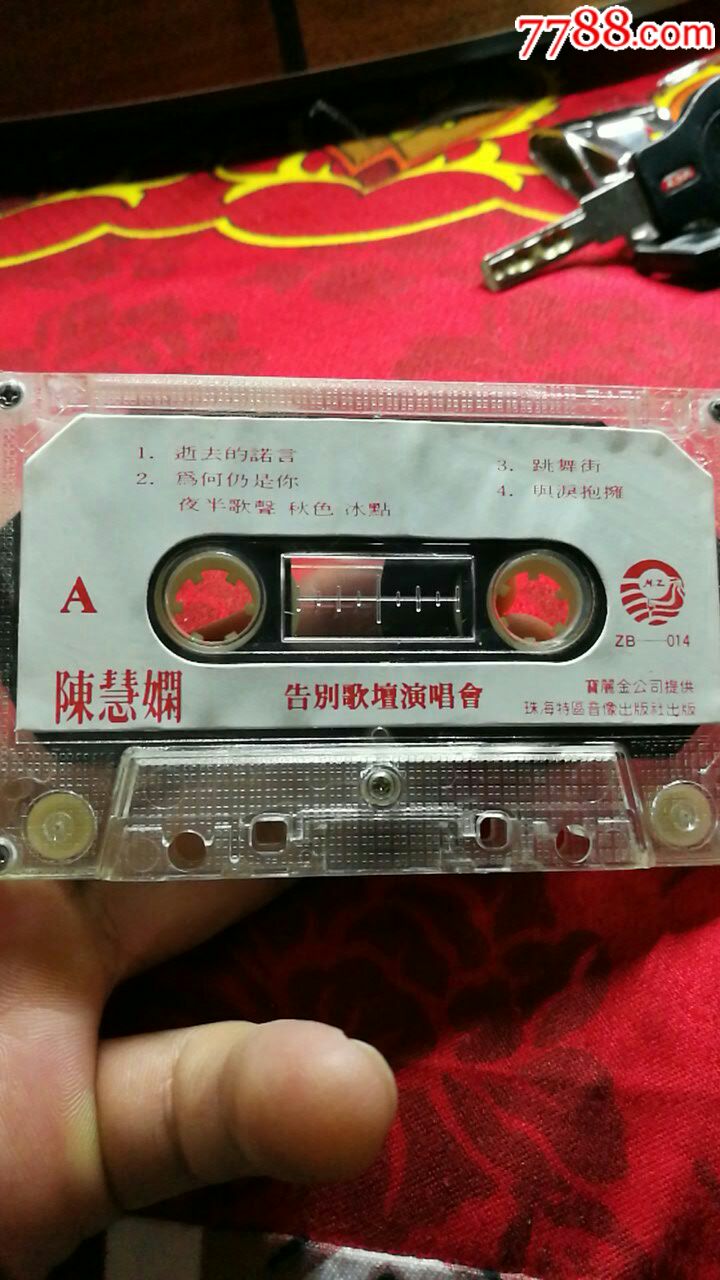 7788.com
1. 逝去的諾言
2. 爲何仍是你
夜半歌聲 秋色 冰點
3. 跳舞街
4. 與淚抱擁
A
M.Z
ZB—014
陳慧嫻
告別歌壇演唱會
寶麗金公司提供
珠海特區音像出版社出版